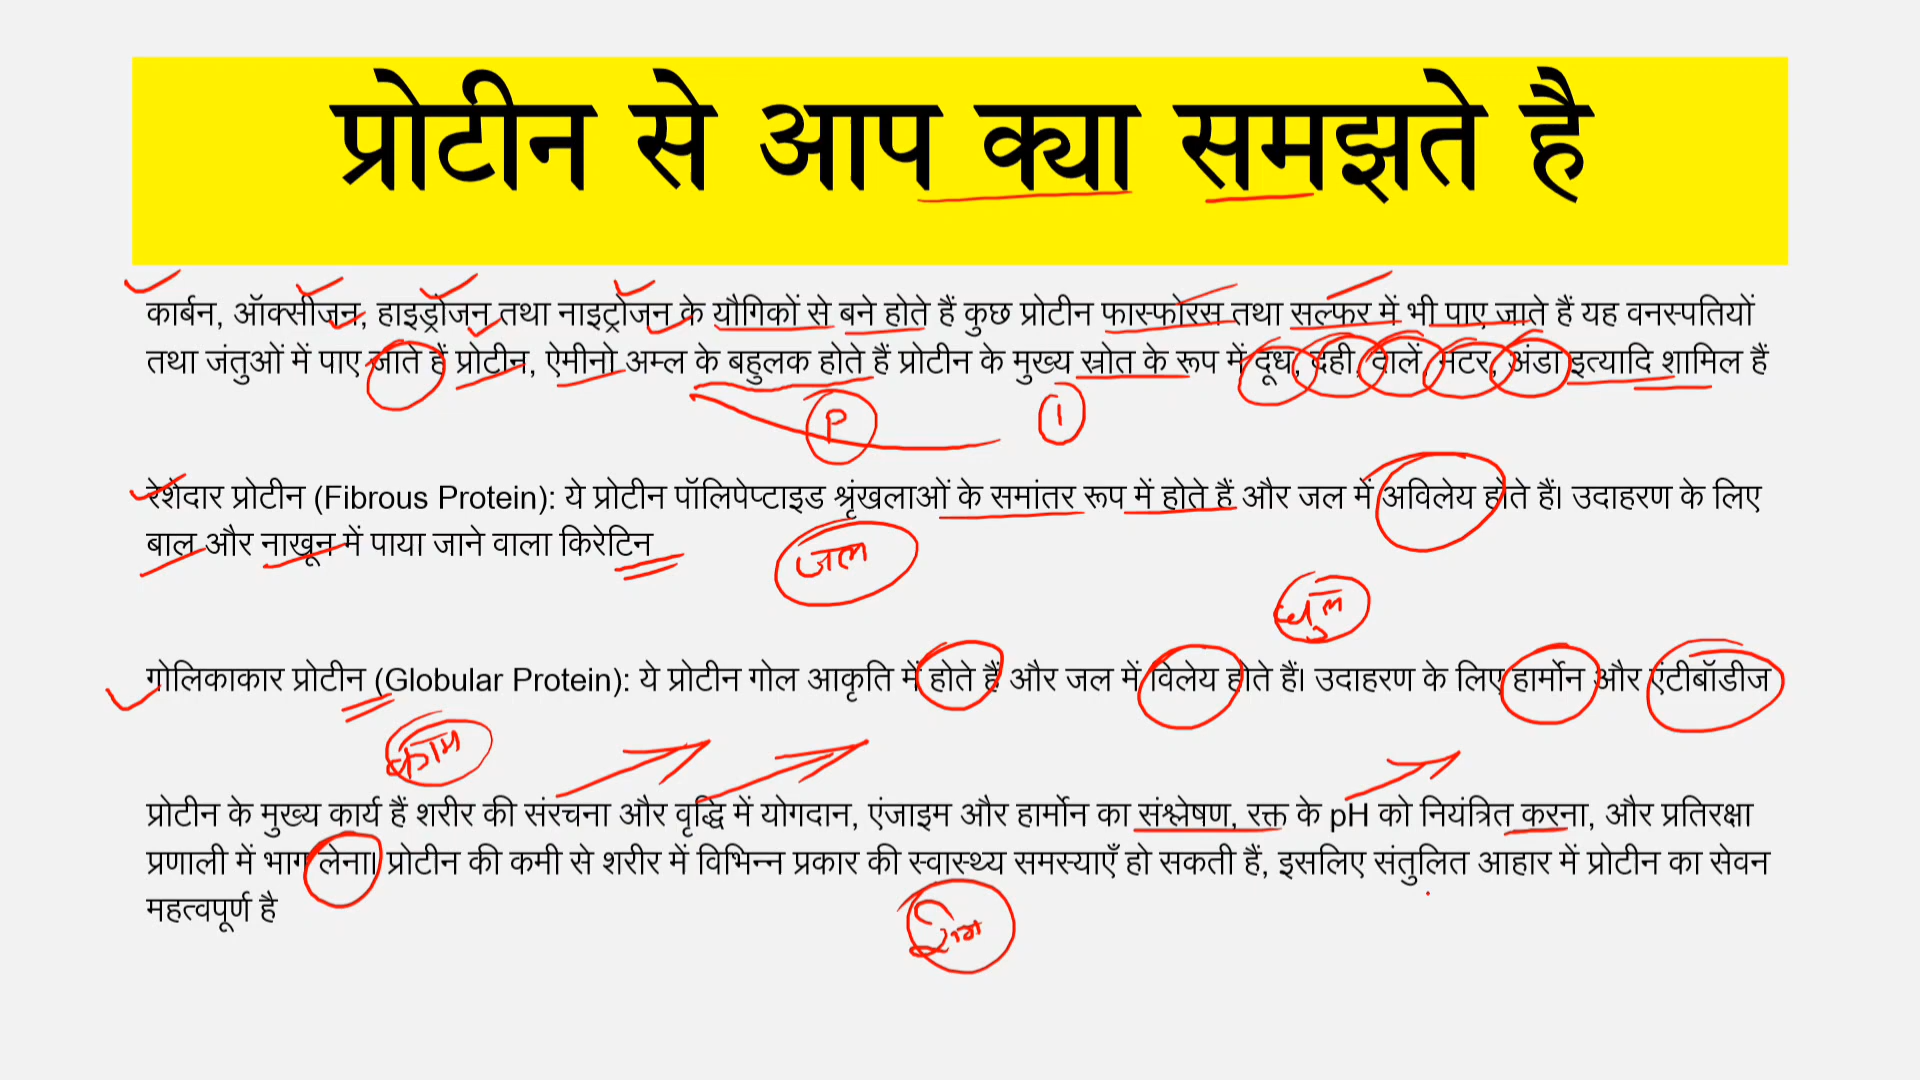 प्रोटीन से आप क्या समझते है
कार्बन, ऑक्सीजन, हाइड्रोजन तथा नाइट्रोजन के यौगिकों से बने होते हैं कुछ प्रोटीन फास्फोरस तथा सल्फर में भी पाए जाते हैं यह वनस्पतियों
तथा जंतुओं में पाए जाते हैं प्रोटीन, ऐमीनो अम्ल के बहुलक होते हैं प्रोटीन के मुख्य स्रोत के रूप में दूध, दही, दालें, मटर, अंडा इत्यादि शामिल हैं
P
1
रेशेदार प्रोटीन (Fibrous Protein): ये प्रोटीन पॉलिपेप्टाइड श्रृंखलाओं के समांतर रूप में होते हैं और जल में अविलेय होते हैं। उदाहरण के लिए
बाल और नाखून में पाया जाने वाला किरेटिन
जल
गोलिकाकार प्रोटीन (Globular Protein): ये प्रोटीन गोल आकृति में होते हैं और जल में विलेय होते हैं। उदाहरण के लिए हार्मोन और एंटीबॉडीज
काम
प्रोटीन के मुख्य कार्य हैं शरीर की संरचना और वृद्धि में योगदान, एंजाइम और हार्मोन का संश्लेषण, रक्त के pH को नियंत्रित करना, और प्रतिरक्षा
प्रणाली में भाग लेना। प्रोटीन की कमी से शरीर में विभिन्न प्रकार की स्वास्थ्य समस्याएँ हो सकती हैं, इसलिए संतुलित आहार में प्रोटीन का सेवन
महत्वपूर्ण है